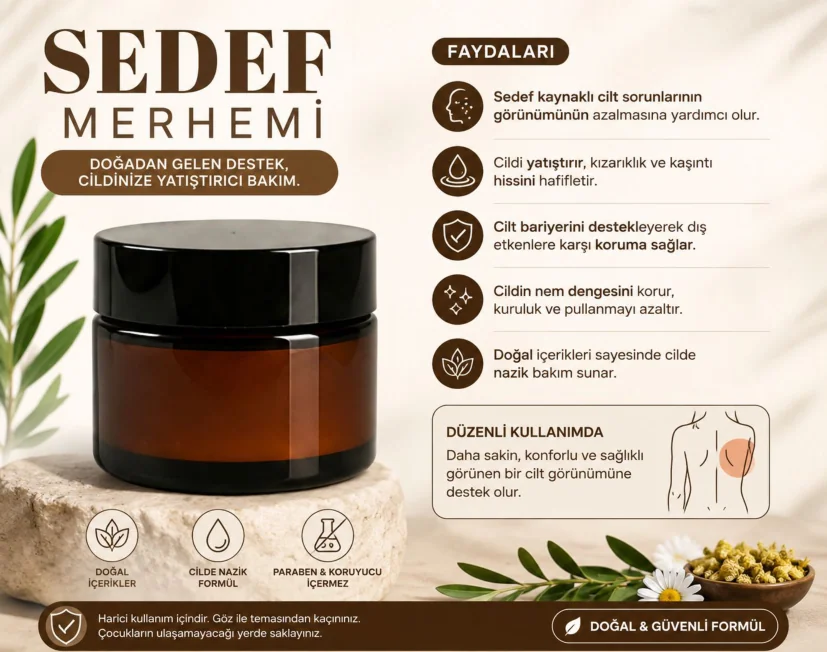 SEDEF
MERHEMİ
DOĞADAN GELEN DESTEK,
CİLDİNİZE YATIŞTIRICI BAKIM.
DOĞAL
İÇERİKLER
CİLDE NAZİK
FORMÜL
PARABEN & KORUYUCU
İÇERMEZ
FAYDALARI
Sedef kaynaklı cilt sorunlarının
görünümünün azalmasına yardımcı olur.
Cildi yatıştırır, kızarıklık ve kaşıntı
hissini hafifletir.
Cilt bariyerini destekleyerek dış
etkenlere karşı koruma sağlar.
Cildin nem dengesini korur,
kuruluk ve pullanmayı azaltır.
Doğal içerikleri sayesinde cilde
nazik bakım sunar.
DÜZENLİ KULLANIMDA
Daha sakin, konforlu ve sağlıklı
görünen bir cilt görünümüne
destek olur.
Harici kullanım içindir. Göz ile temasından kaçınınız.
Çocukların ulaşamayacağı yerde saklayınız.
DOĞAL & GÜVENLİ FORMÜL